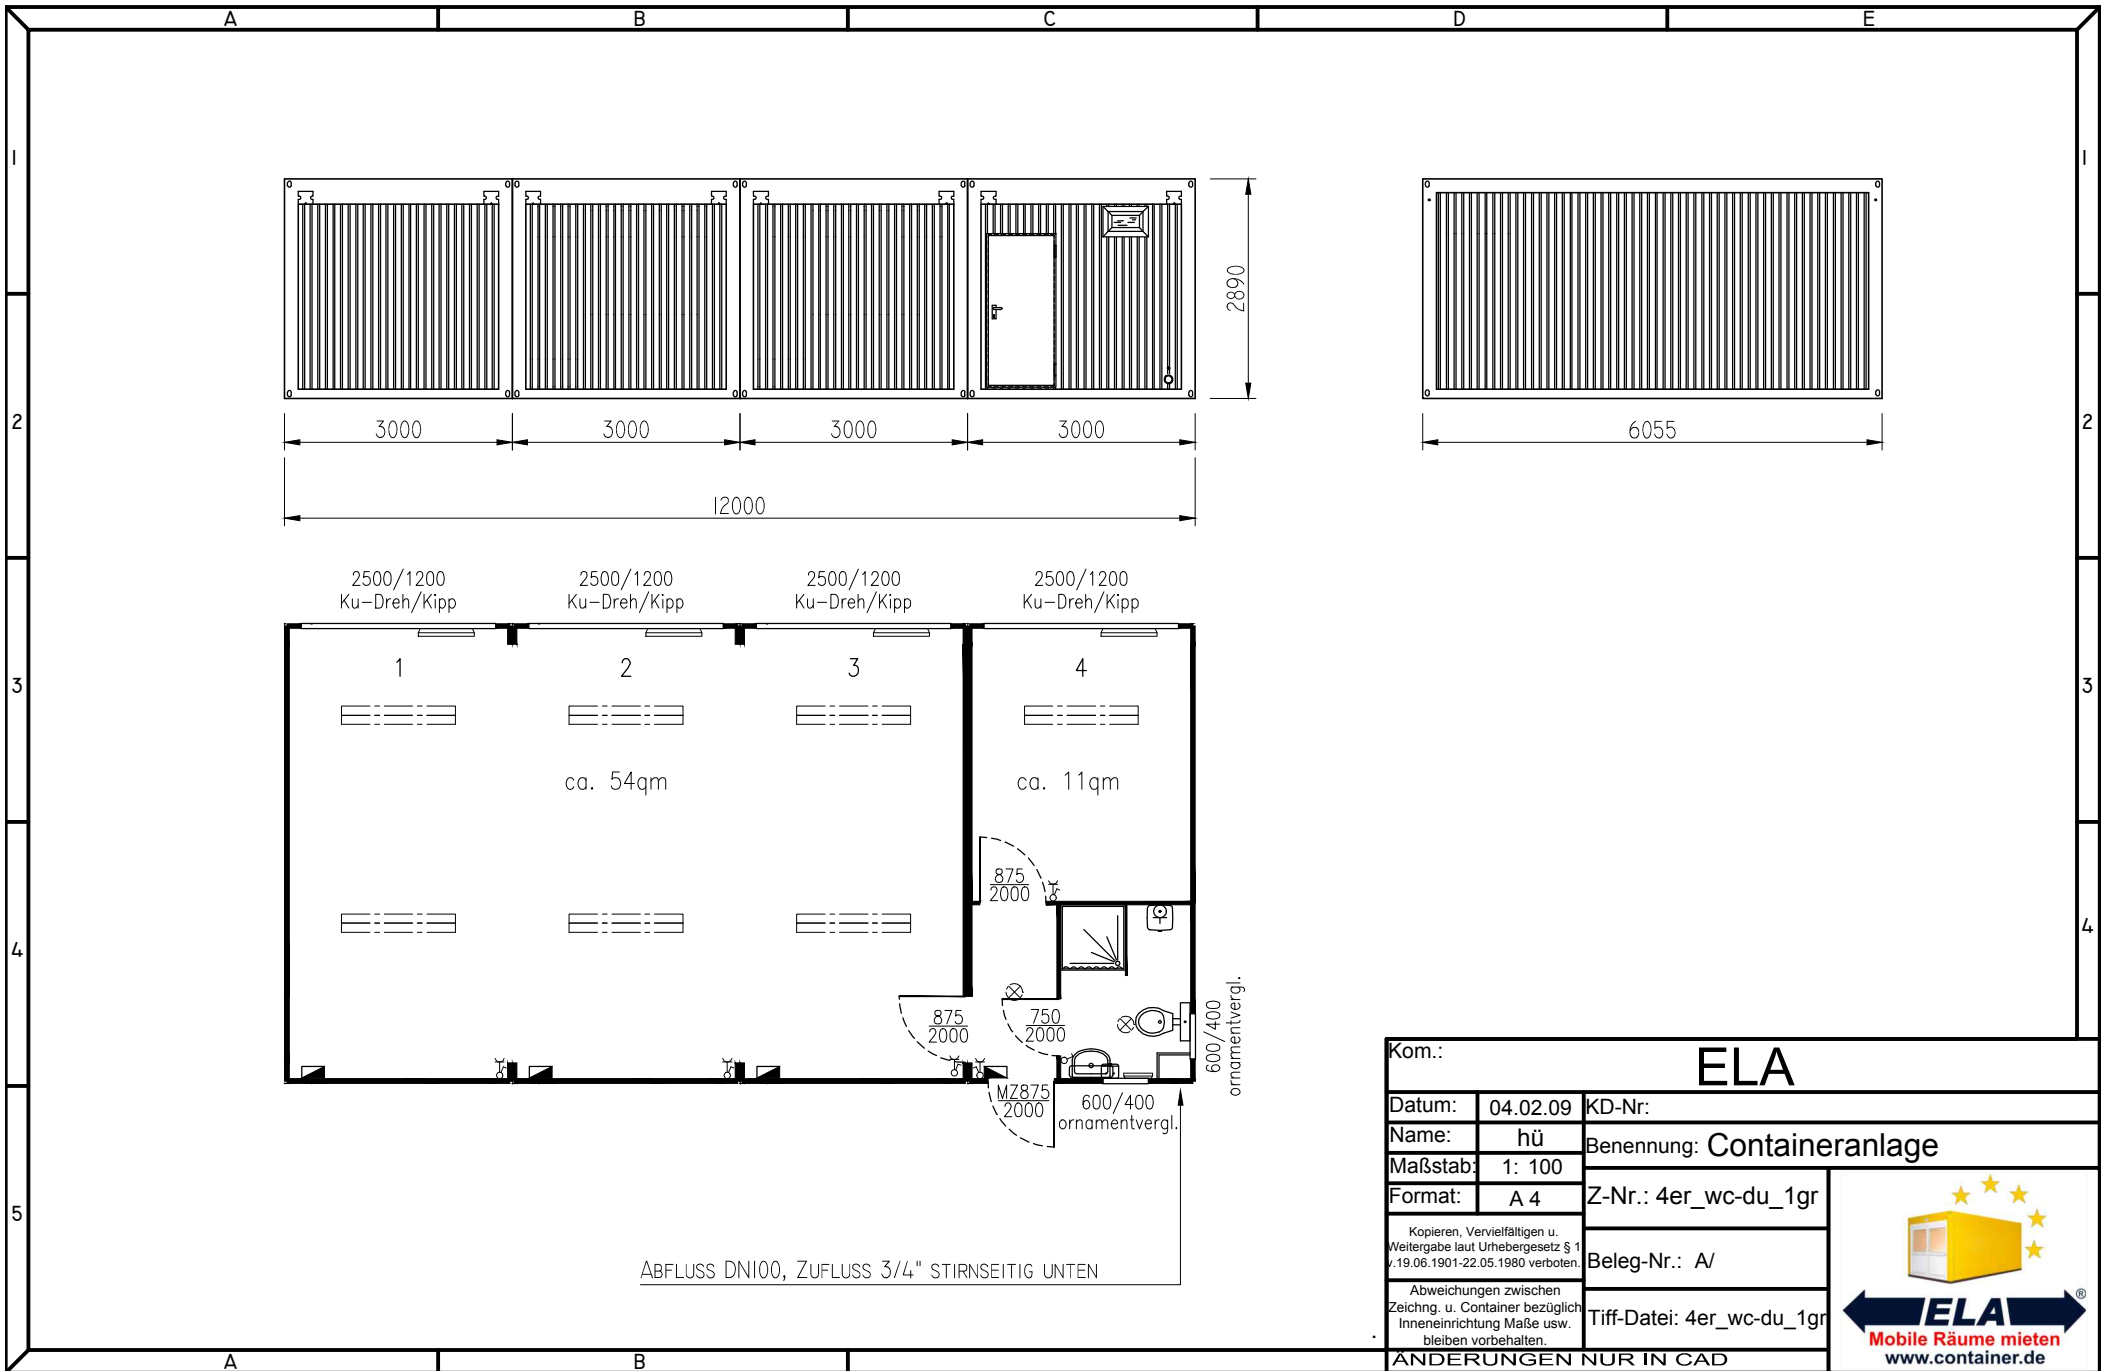 A B C D E
1 1
2890
3000 3000 3000 3000
6055
2 2
12000
2500/1200 2500/1200 2500/1200 2500/1200
Ku-Dreh/Kipp Ku-Dreh/Kipp Ku-Dreh/Kipp Ku-Dreh/Kipp
1 2 3 4
3 3
ca. 54qm ca. 11qm
875
2000
4 4
875
2000
750
2000
600/400
ornamentvergl.
MZ875
2000
600/400
ornamentvergl.
5
ABFLUSS DN100, ZUFLUSS 3/4" STIRNSEITIG UNTEN
Kom.: ELA
Datum: 04.02.09 KD-Nr:
Name: hü
Benennung: Containeranlage
Maßstab: 1: 100
Format: A 4
Z-Nr.: 4er_wc-du_1gr
Kopieren, Vervielfältigen u.
Weitergabe laut Urhebergesetz § 1
v.19.06.1901-22.05.1980 verboten.
Beleg-Nr.: A/
Abweichungen zwischen
Zeichng. u. Container bezüglich
Inneneinrichtung Maße usw.
bleiben vorbehalten.
Tiff-Datei: 4er_wc-du_1gr
ELA ®
Mobile Räume mieten
www.container.de
ÄNDERUNGEN NUR IN CAD
A B